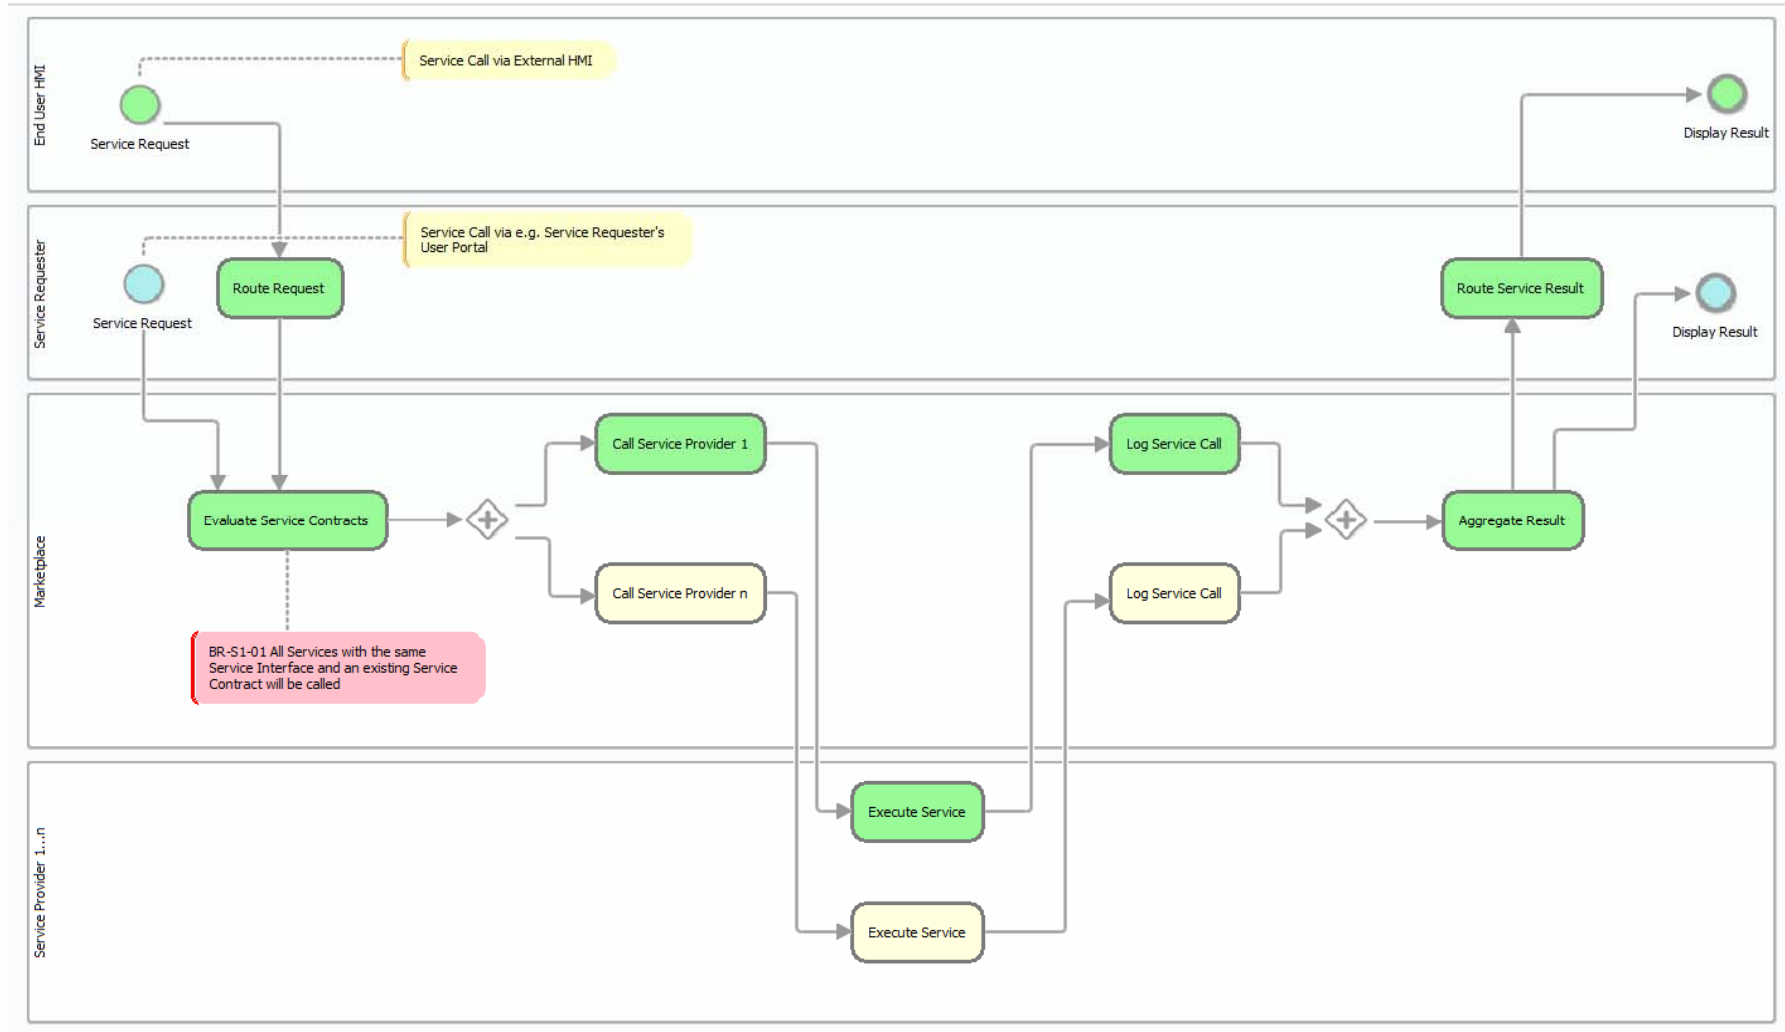 End User HMI
Service Call via External HMI
Service Request
Display Result
Service Requester
Service Call via e.g. Service Requester's
User Portal
Service Request
Route Request
Route Service Result
Display Result
Marketplace
Call Service Provider 1
Log Service Call
Evaluate Service Contracts
Aggregate Result
Call Service Provider n
Log Service Call
BR-S1-01 All Services with the same
Service Interface and an existing Service
Contract will be called
Service Provider 1...n
Execute Service
Execute Service